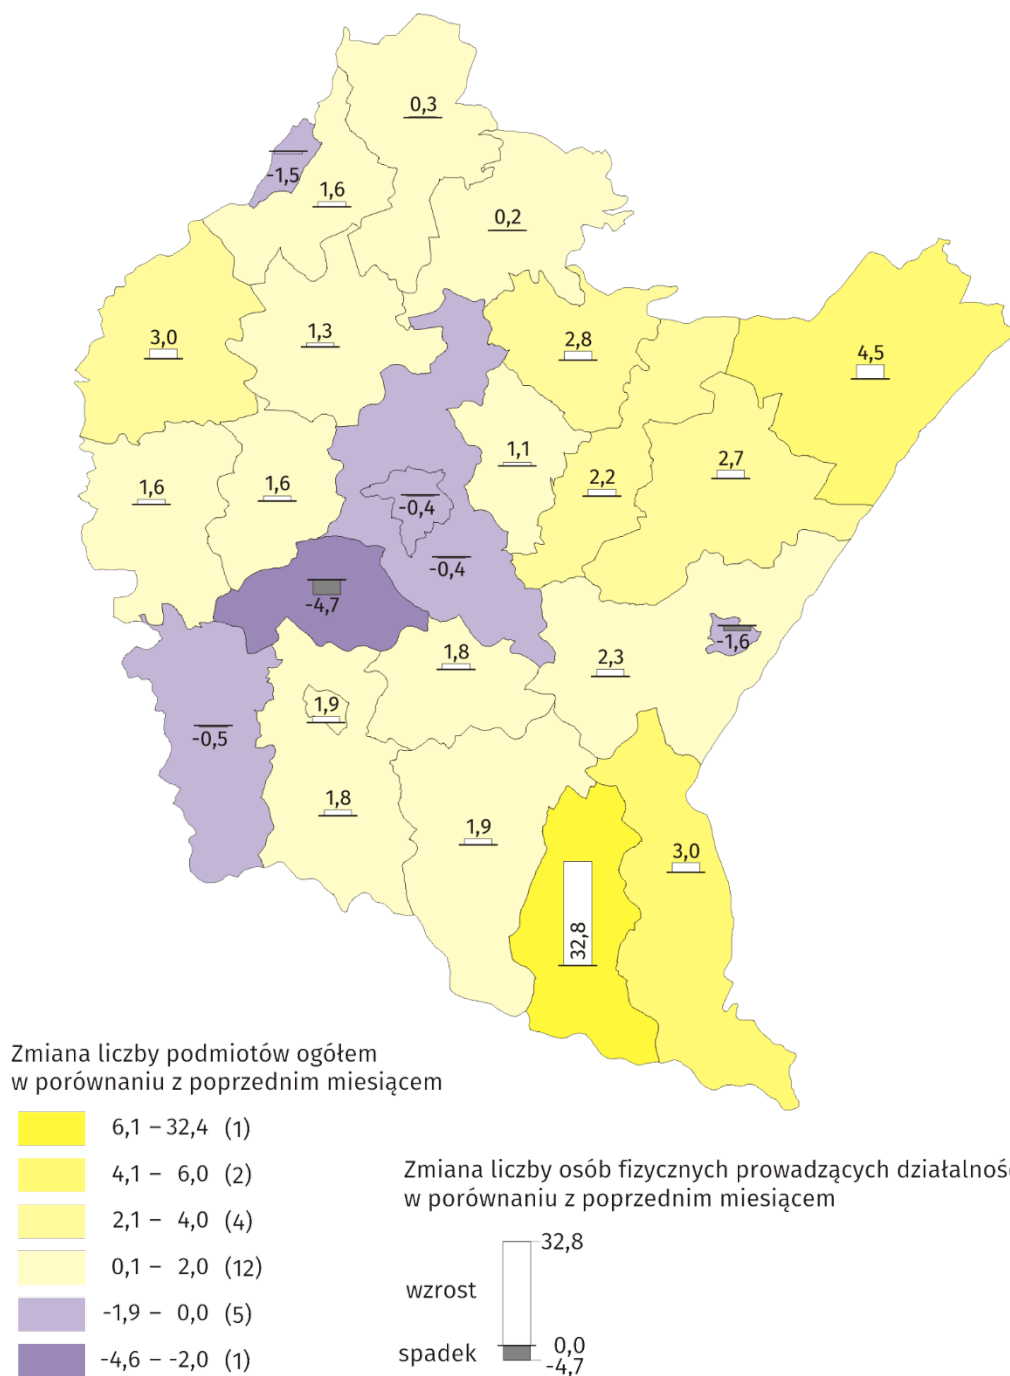 0,3
-1,5
1,6
0,2
3,0
1,3
2,8
4,5
1,1
1,6
1,6
2,2
2,7
-0,4
-0,4
-4,7
-1,6
1,8
2,3
1,9
-0,5
1,8
1,9
3,0
32,8
Zmiana liczby podmiotów ogółem
w porównaniu z poprzednim miesiącem
6,1 – 32,4 (1)
4,1 – 6,0 (2)
2,1 – 4,0 (4)
0,1 – 2,0 (12)
-1,9 – 0,0 (5)
-4,6 – -2,0 (1)
Zmiana liczby osób fizycznych prowadzących działalnoś
w porównaniu z poprzednim miesiącem
32,8
wzrost
0,0
spadek
-4,7